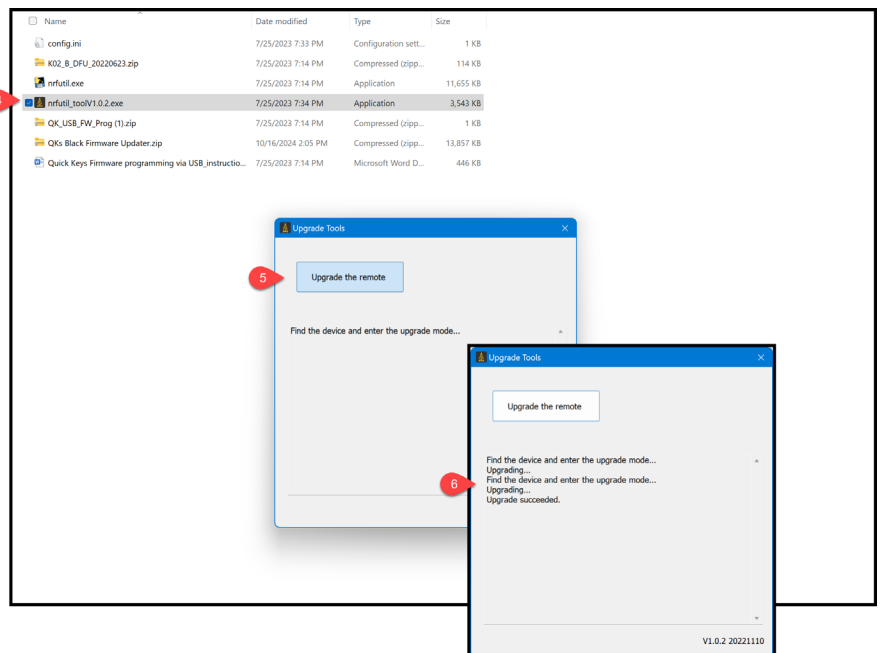 Name Date modified Type Size
config.ini 7/25/2023 7:33 PM Configuration sett... 1 KB
K02_B_DFU_20220623.zip 7/25/2023 7:14 PM Compressed (zipp... 114 KB
nrfutil.exe 7/25/2023 7:14 PM Application 11,655 KB
nrfutil_toolV1.0.2.exe 7/25/2023 7:34 PM Application 3,543 KB
QK_USB_FW_Prog (1).zip 7/25/2023 7:14 PM Compressed (zipp... 1 KB
QKs Black Firmware Updater.zip 10/16/2024 2:05 PM Compressed (zipp... 13,857 KB
Quick Keys Firmware programming via USB_instructio... 7/25/2023 7:14 PM Microsoft Word D... 446 KB
Upgrade Tools
5 Upgrade the remote
Find the device and enter the upgrade mode...
Upgrade Tools
Upgrade the remote
Find the device and enter the upgrade mode...
Upgrading...
Find the device and enter the upgrade mode...
6
Upgrading...
Upgrade succeeded.
V1.0.2 20221110